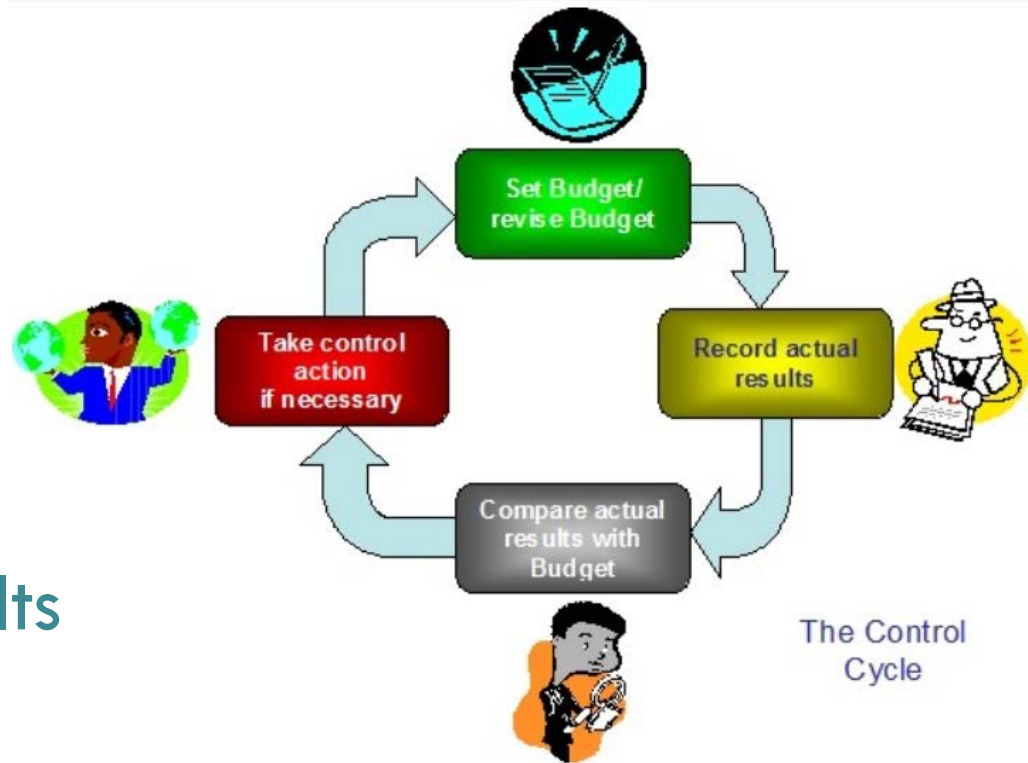 Set Budget/
revise Budget
Record actual
results
Compare actual
results with
Budget
Take control
action
if necessary
lts
The Control
Cycle